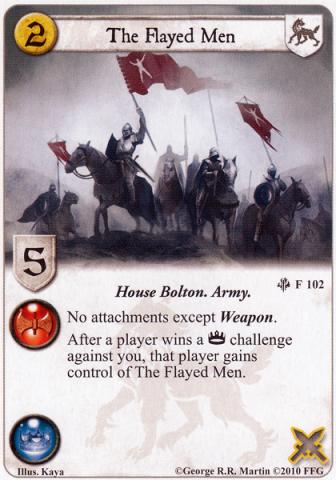 2
The Flayed Men
5
House Bolton. Army.
F 102
No attachments except Weapon.
After a player wins a challenge
against you, that player gains
control of The Flayed Men.
Illus. Kaya
©George R.R. Martin ©2010 FFG